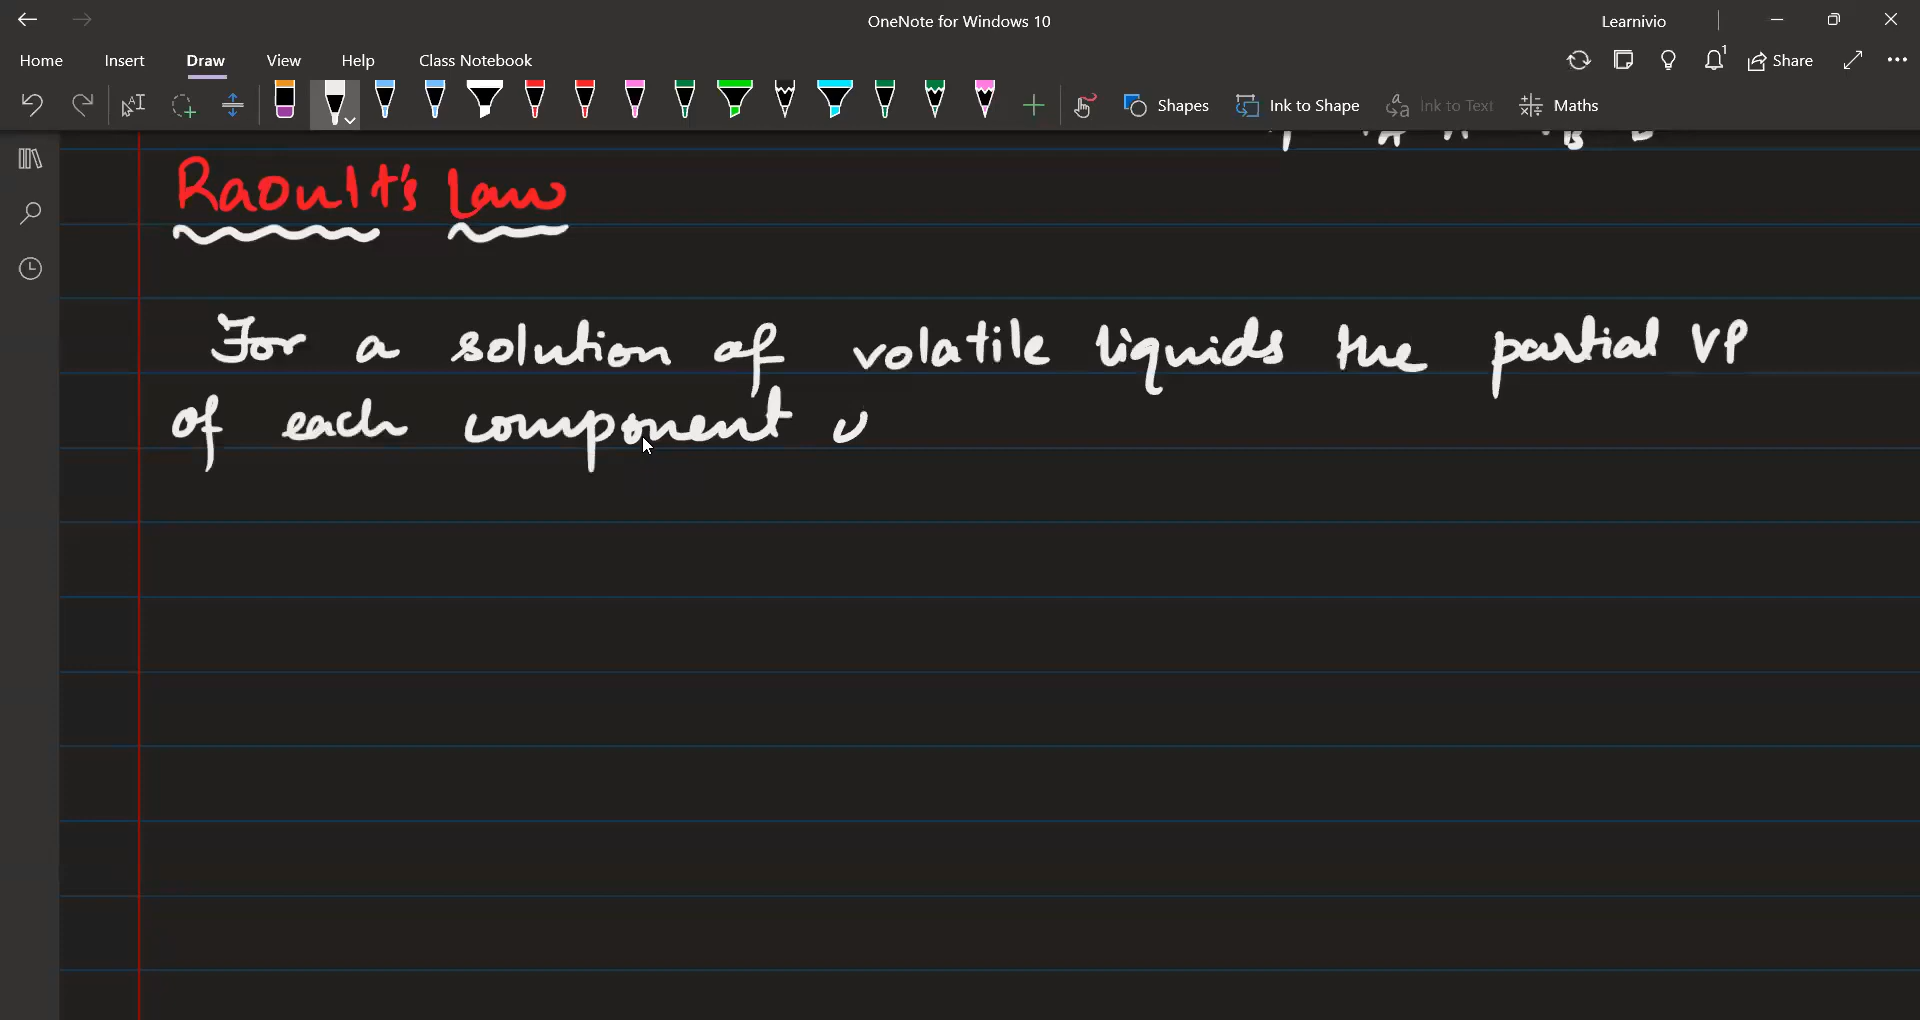 OneNote for Windows 10
Learnivio
Home Insert Draw View Help Class Notebook
1
Share
Shapes Ink to Shape Ink to Text Maths
Raoult's Law
For a solution of volatile liquids the partial VP
of each component